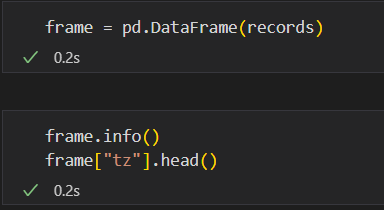 frame = pd.DataFrame(records)
0.2s
frame.info()
frame["tz"].head()
0.2s